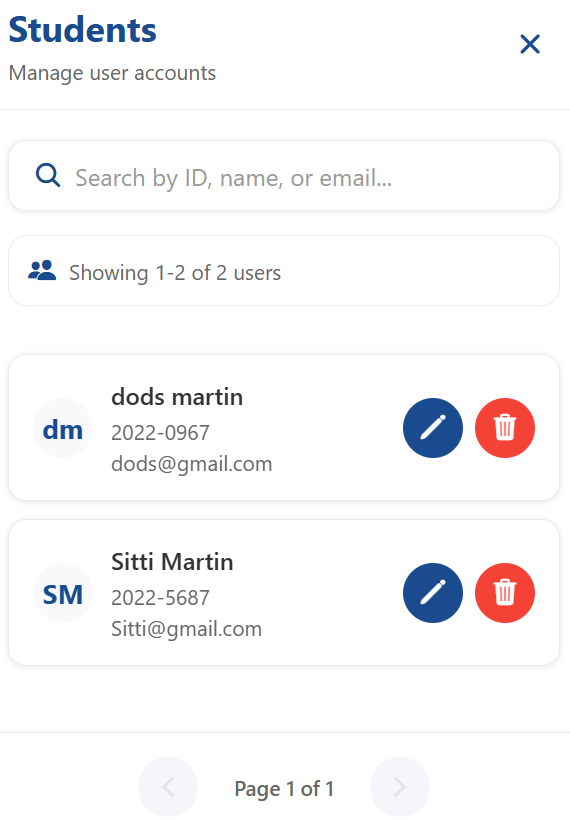 Students
Manage user accounts
Search by ID, name, or email...
Showing 1-2 of 2 users
dm
dods martin
2022-0967
dods@gmail.com
SM
Sitti Martin
2022-5687
Sitti@gmail.com
Page 1 of 1